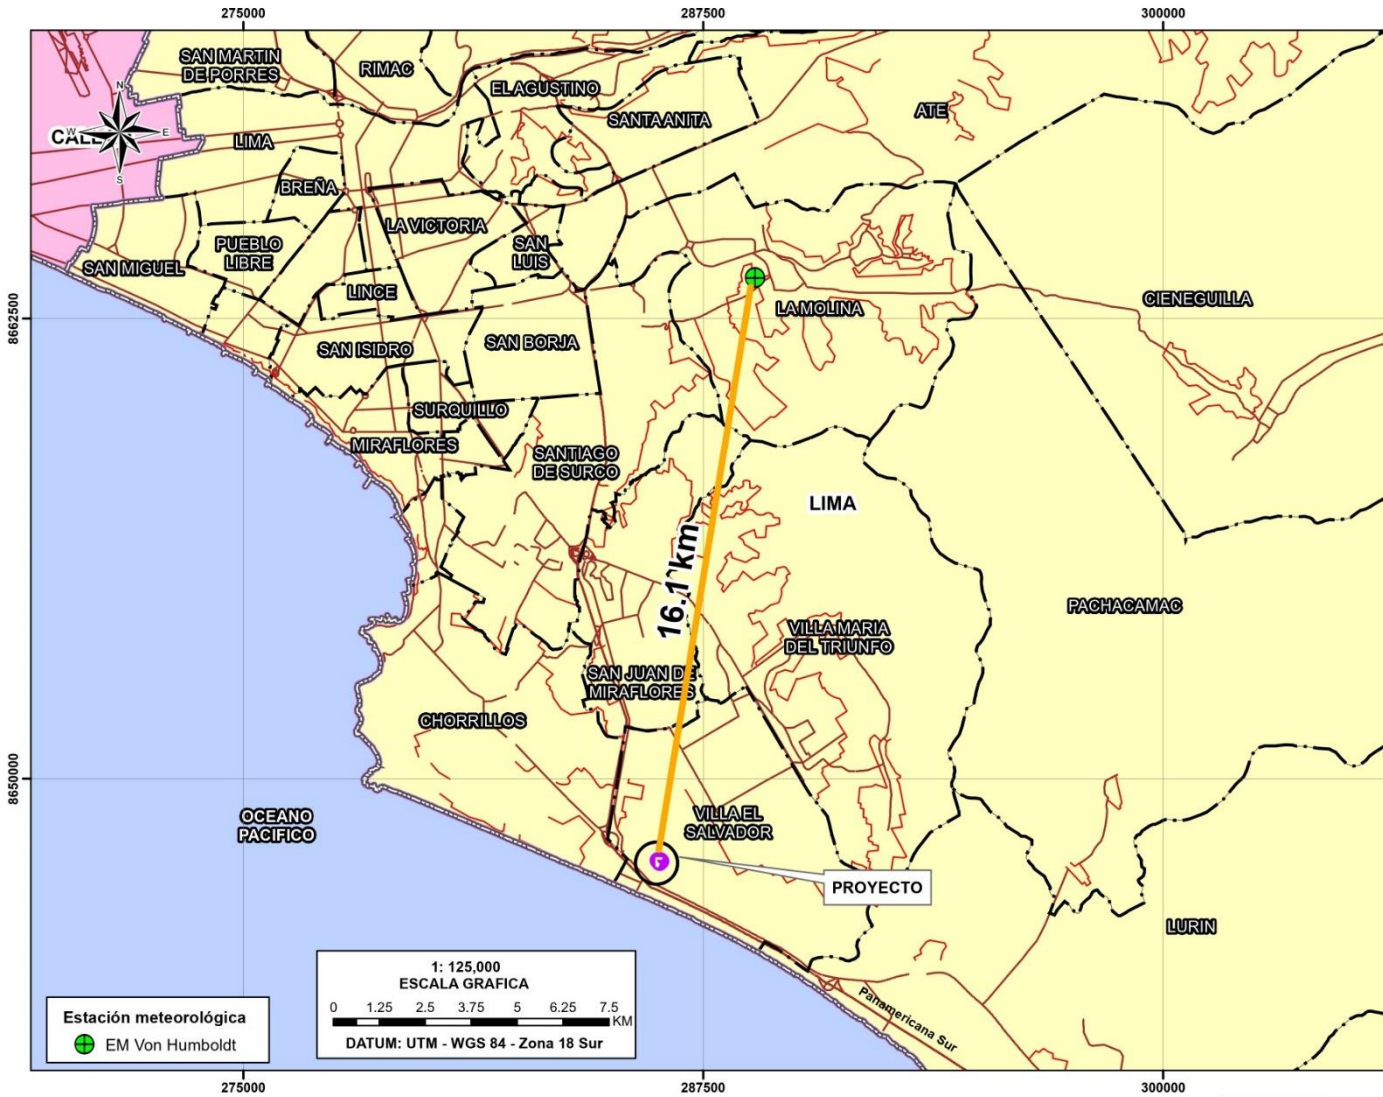 275000
287500
300000
SAN MARTIN
DE PORRES
RIMAC
EL AGUSTINO
SANTA ANITA
ATE
N
W
E
S
LIMA
BREÑA
LA VICTORIA
PUEBLO
LIBRE
SAN
LUIS
SAN MIGUEL
LINCE
LA MOLINA
CIENEGUILLA
8662500
SAN ISIDRO
SAN BORJA
SURQUILLO
MIRAFLORES
SANTIAGO
DE SURCO
LIMA
16.1 km
PACHACAMAC
VILLA MARIA
DEL TRIUNFO
SAN JUAN DE
MIRAFLORES
CHORRILLOS
8650000
OCEANO
PACIFICO
VILLA EL
SALVADOR
PROYECTO
LURIN
Panamericana Sur
1: 125,000
ESCALA GRAFICA
0 1.25 2.5 3.75 5 6.25 7.5
KM
DATUM: UTM - WGS 84 - Zona 18 Sur
Estación meteorológica
EM Von Humboldt
275000
287500
300000